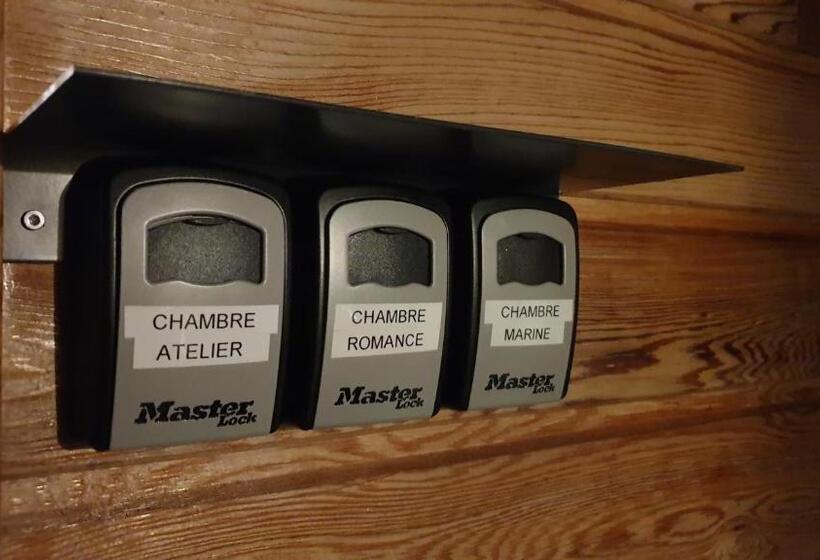 CHAMBRE
ATELIER
Master
Lock
CHAMBRE
ROMANCE
Master
Lock
CHAMBRE
MARINE
Master
Lock